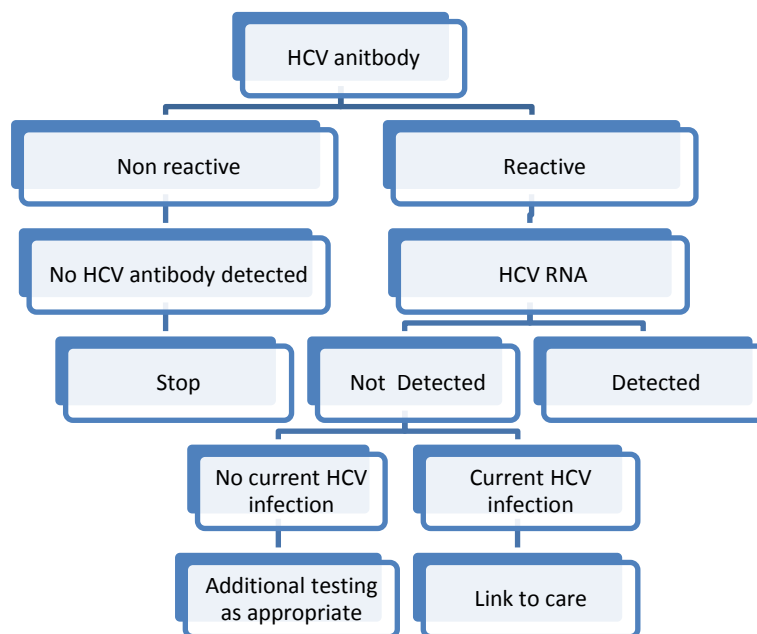 HCV anitbody
Non reactive
Reactive
No HCV antibody detected
HCV RNA
Stop
Not Detected
Detected
No current HCV
infection
Current HCV
infection
Additional testing
as appropriate
Link to care